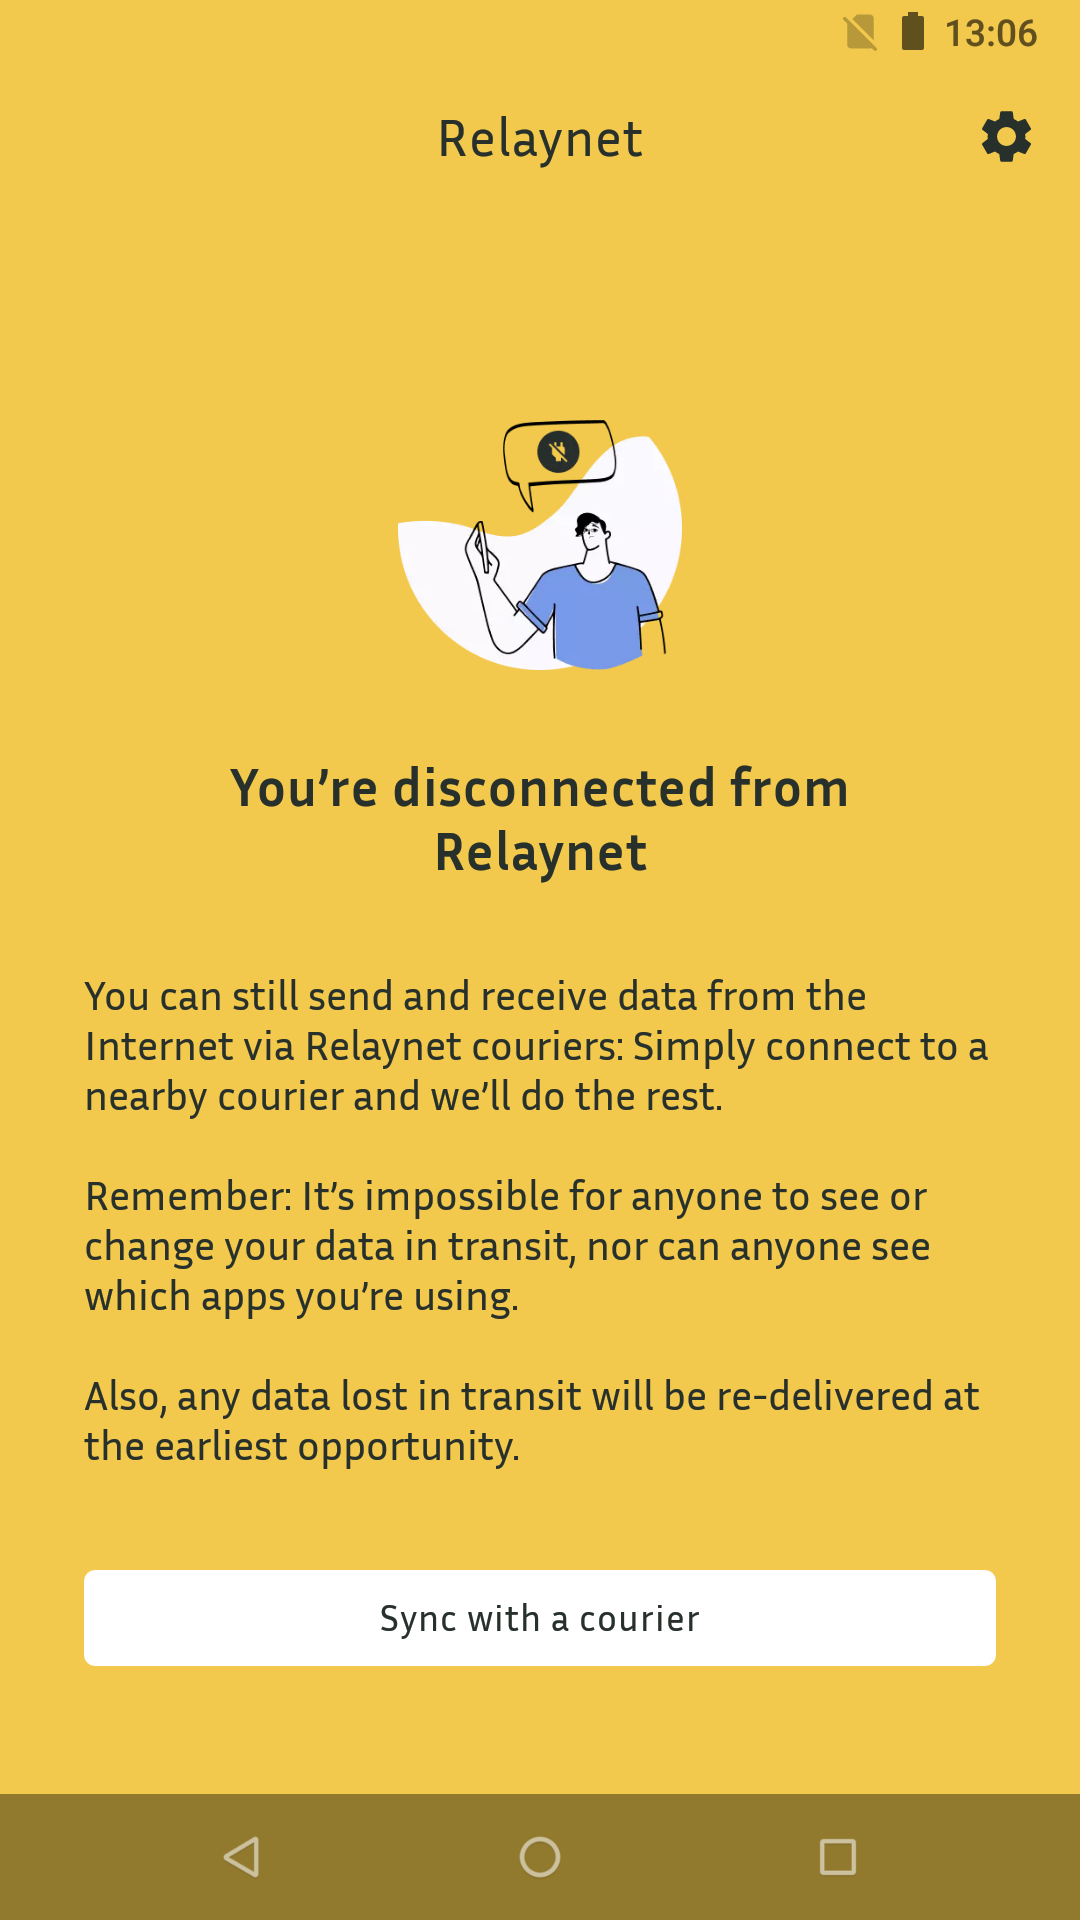 13:06
Relaynet
You’re disconnected from
Relaynet
You can still send and receive data from the
Internet via Relaynet couriers: Simply connect to a
nearby courier and we’ll do the rest.
Remember: It’s impossible for anyone to see or
change your data in transit, nor can anyone see
which apps you’re using.
Also, any data lost in transit will be re-delivered at
the earliest opportunity.
Sync with a courier